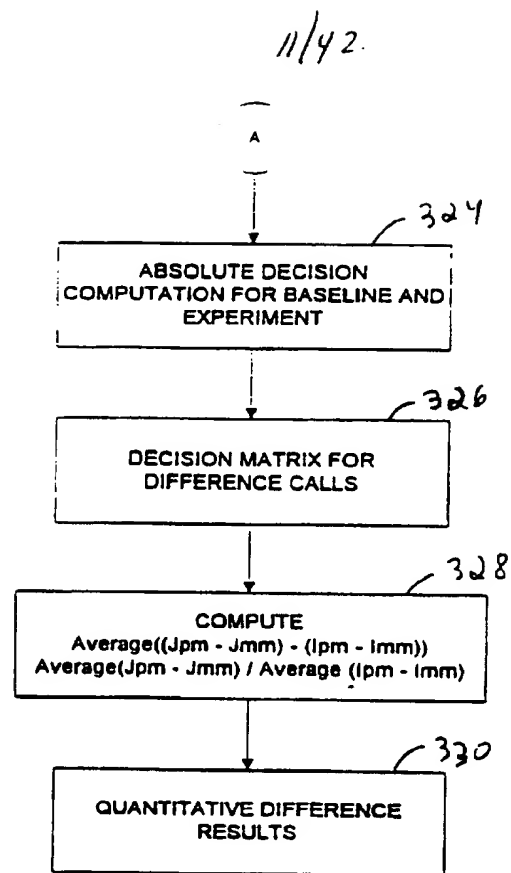 11/42.
A
324
ABSOLUTE DECISION
COMPUTATION FOR BASELINE AND
EXPERIMENT
326
DECISION MATRIX FOR
DIFFERENCE CALLS
328
COMPUTE
Average((Jpm - Jmm) - (Ipm - Imm))
Average(Jpm - Jmm) / Average (Ipm - Imm)
330
QUANTITATIVE DIFFERENCE
RESULTS